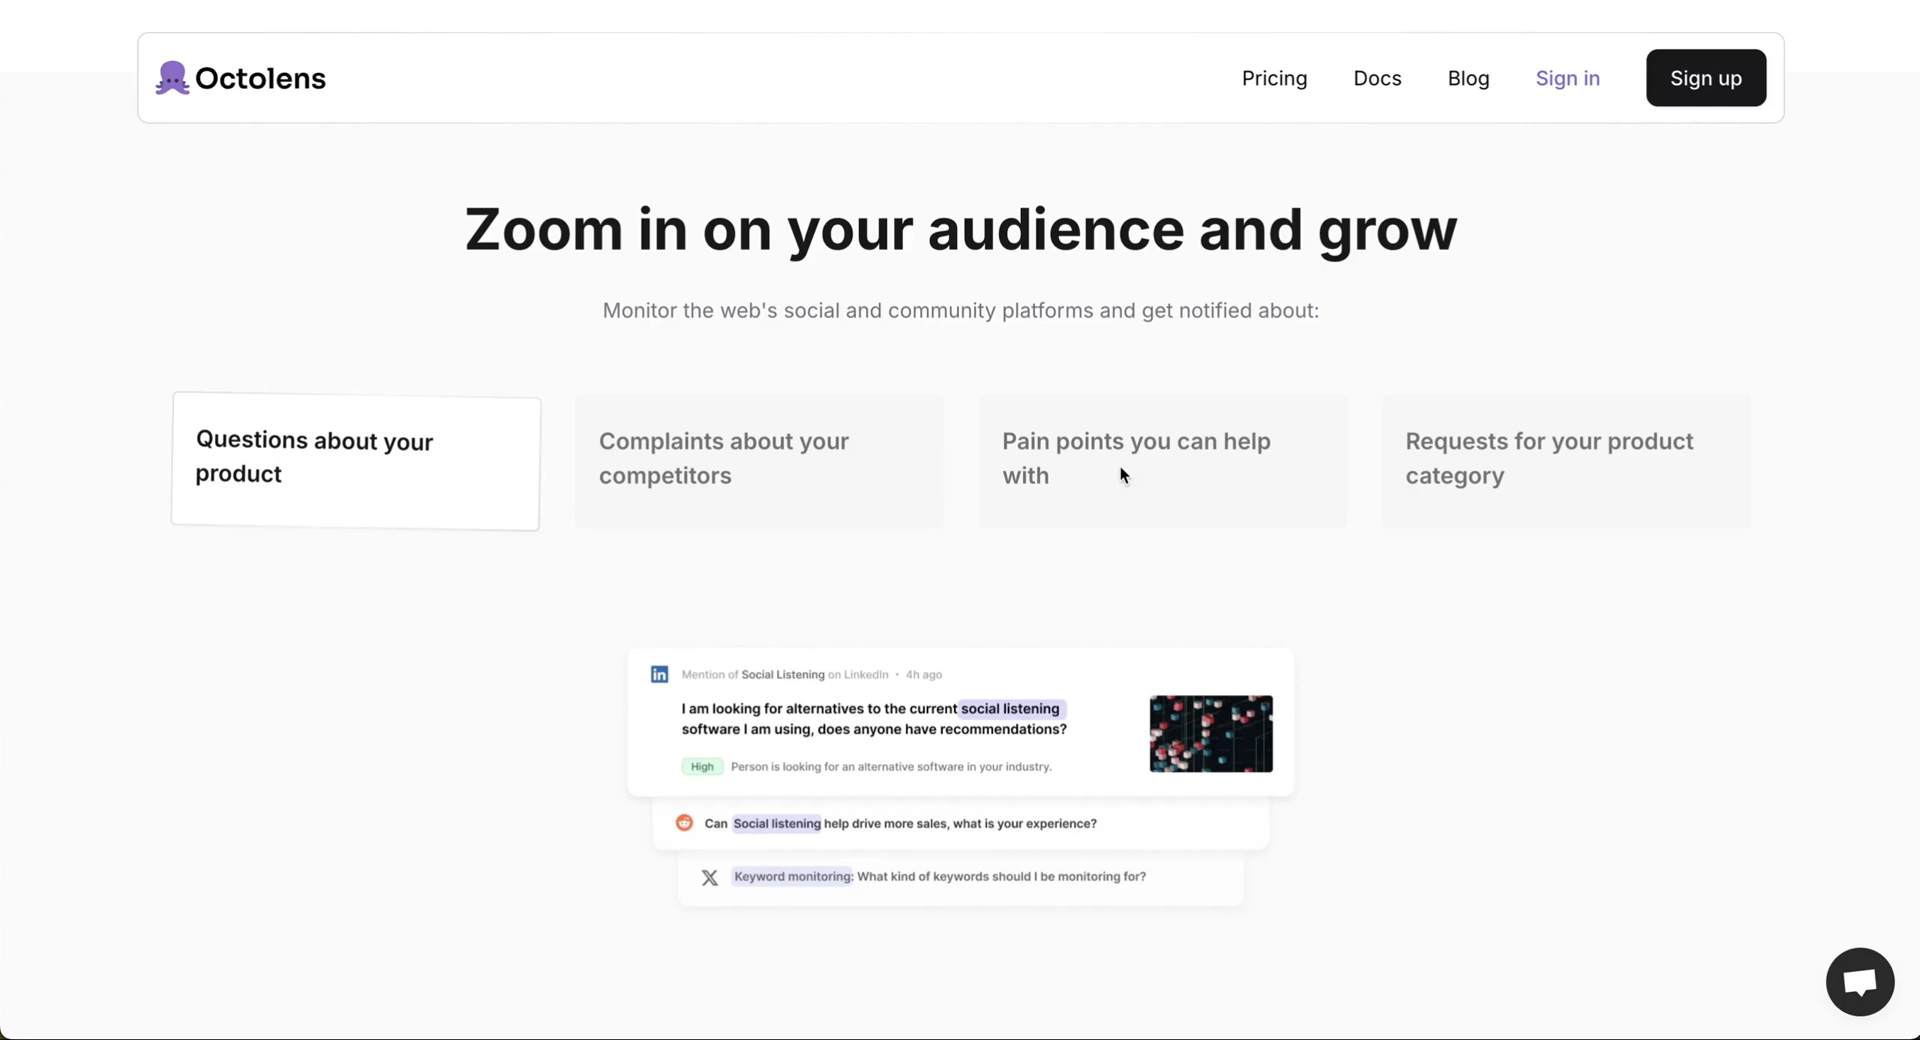 Octolens
Pricing
Docs
Blog
Sign in
Sign up
Zoom in on your audience and grow
Monitor the web's social and community platforms and get notified about:
Questions about your
product
Complaints about your
competitors
Pain points you can help
with
Requests for your product
category
in
Mention of Social Listening on LinkedIn • 4h ago
I am looking for alternatives to the current social listening
software I am using, does anyone have recommendations?
High Person is looking for an alternative software in your industry.
Can Social listening help drive more sales, what is your experience?
Keyword monitoring: What kind of keywords should I be monitoring for?